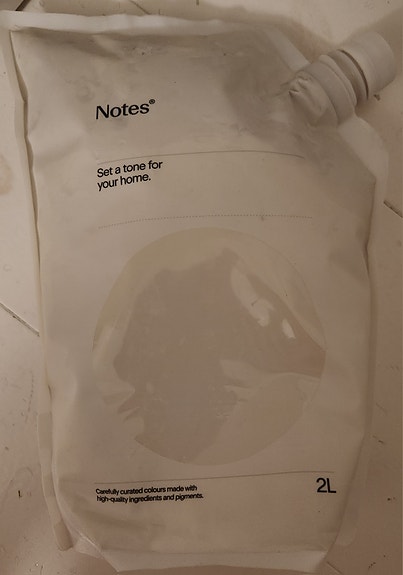 Notes®
Set a tone for
your home.
Carefully curated colours made with
high-quality ingredients and pigments.
2L